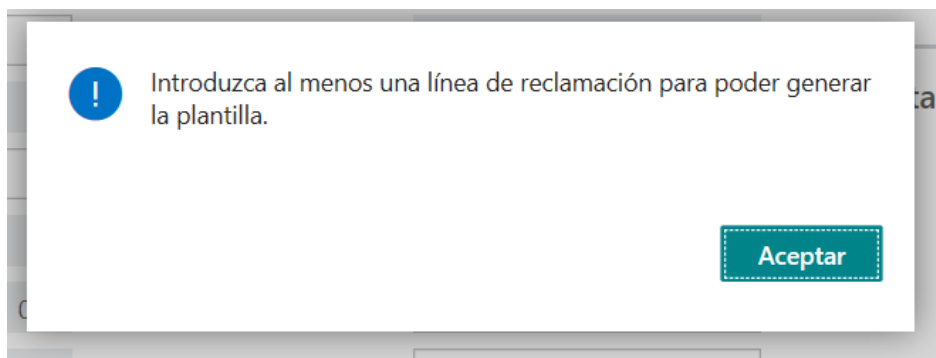 Introduzca al menos una línea de reclamación para poder generar
la plantilla.
Aceptar